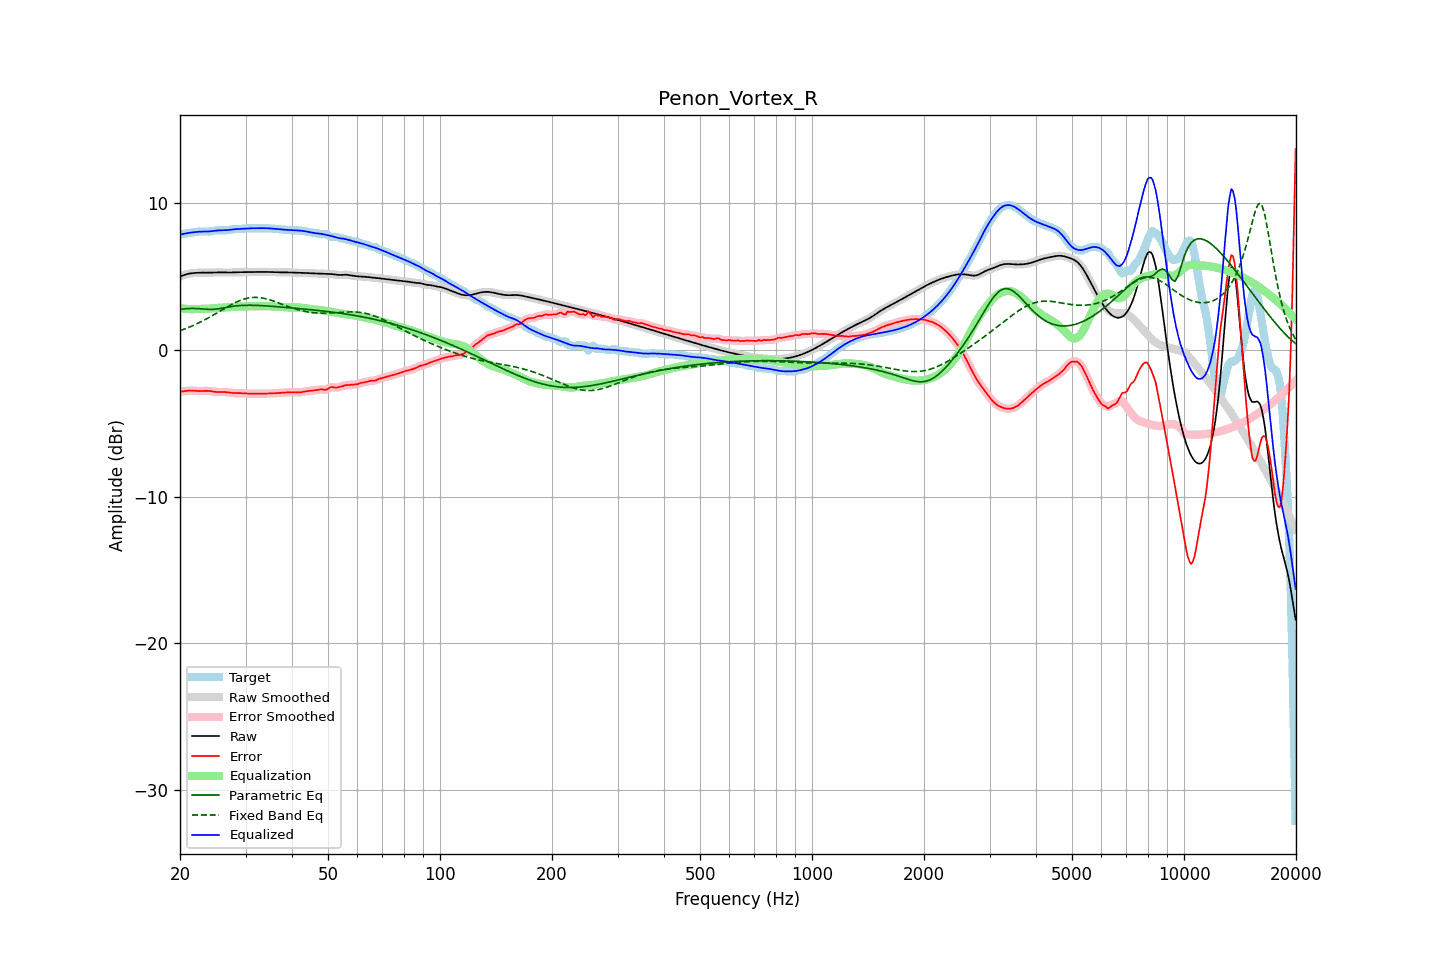 Penon_Vortex_R
Amplitude (dBr)
10
0
−10
−20
−30
Target
Raw Smoothed
Error Smoothed
Raw
Error
Equalization
Parametric Eq
Fixed Band Eq
Equalized
20 50 100 200 500 1000 2000 5000 10000 20000
Frequency (Hz)